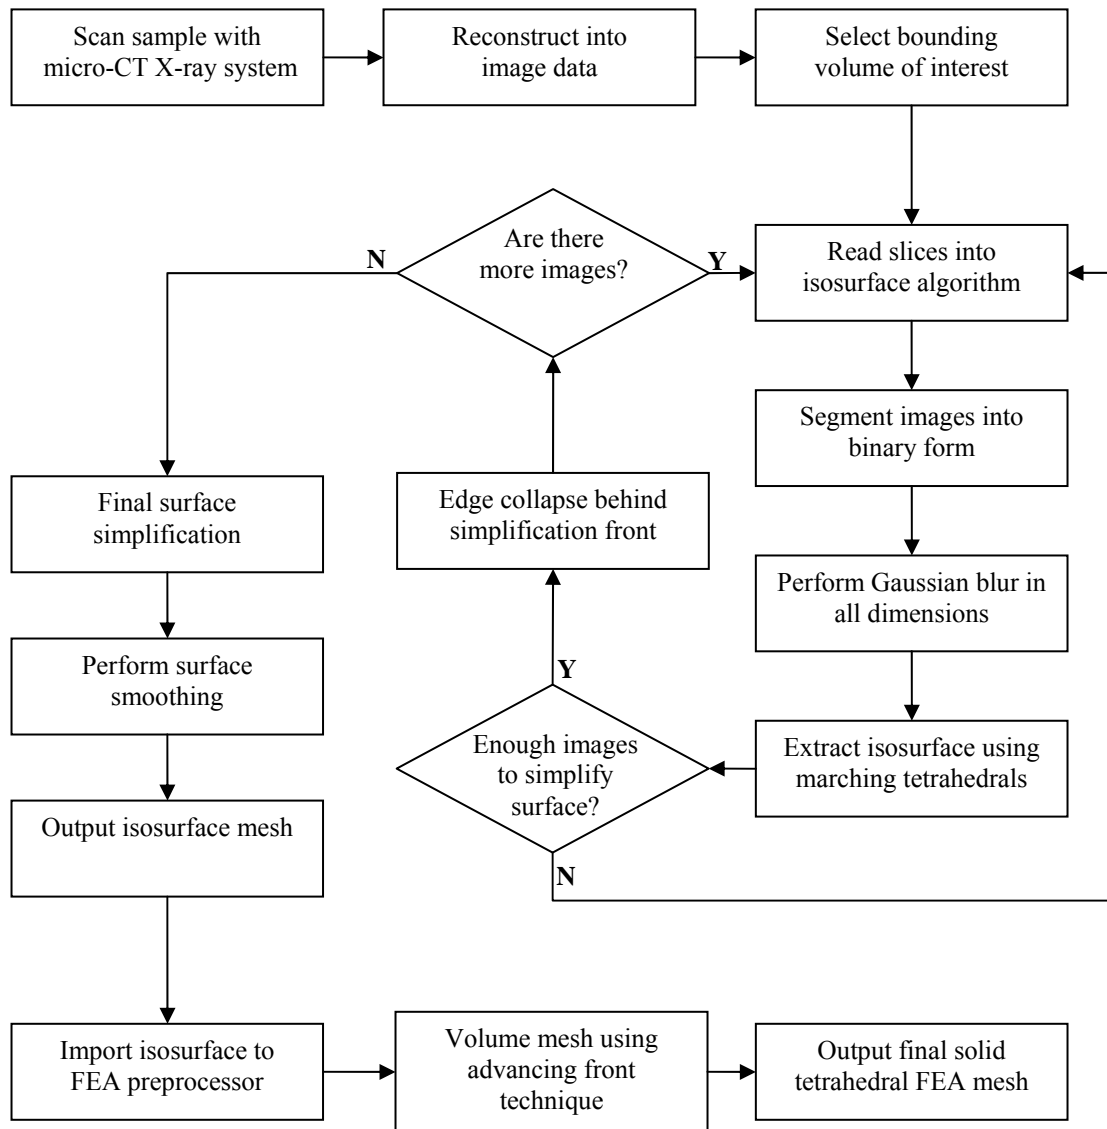 Scan sample with
micro-CT X-ray system
Reconstruct into
image data
Select bounding
volume of interest
Are there
more images?
N
Y
Read slices into
isosurface algorithm
Segment images into
binary form
Final surface
simplification
Edge collapse behind
simplification front
Perform Gaussian blur in
all dimensions
Perform surface
smoothing
Y
Enough images
to simplify
surface?
Extract isosurface using
marching tetrahedrals
Output isosurface mesh
N
Import isosurface to
FEA preprocessor
Volume mesh using
advancing front
technique
Output final solid
tetrahedral FEA mesh